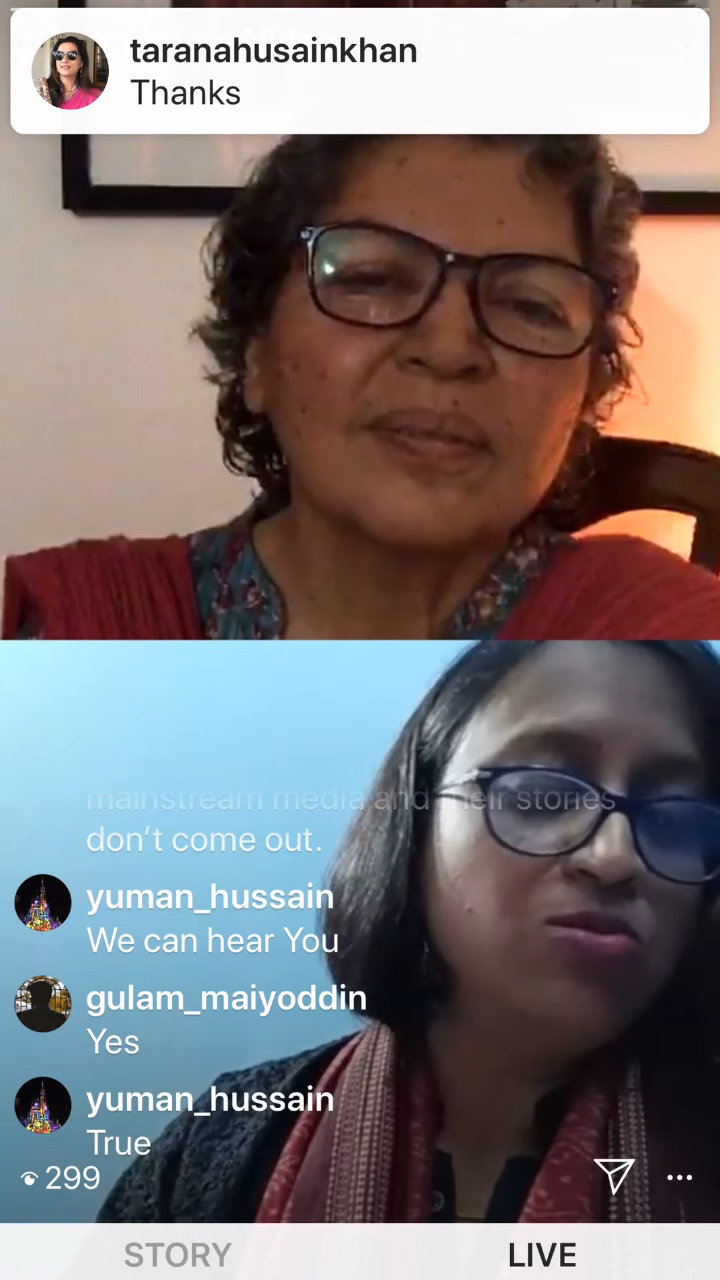 taranahusainkhan
Thanks
mainstream media and their stories
don't come out.
yuman_hussain
We can hear You
gulam_maiyoddin
Yes
yuman_hussain
True
299
STORY
LIVE